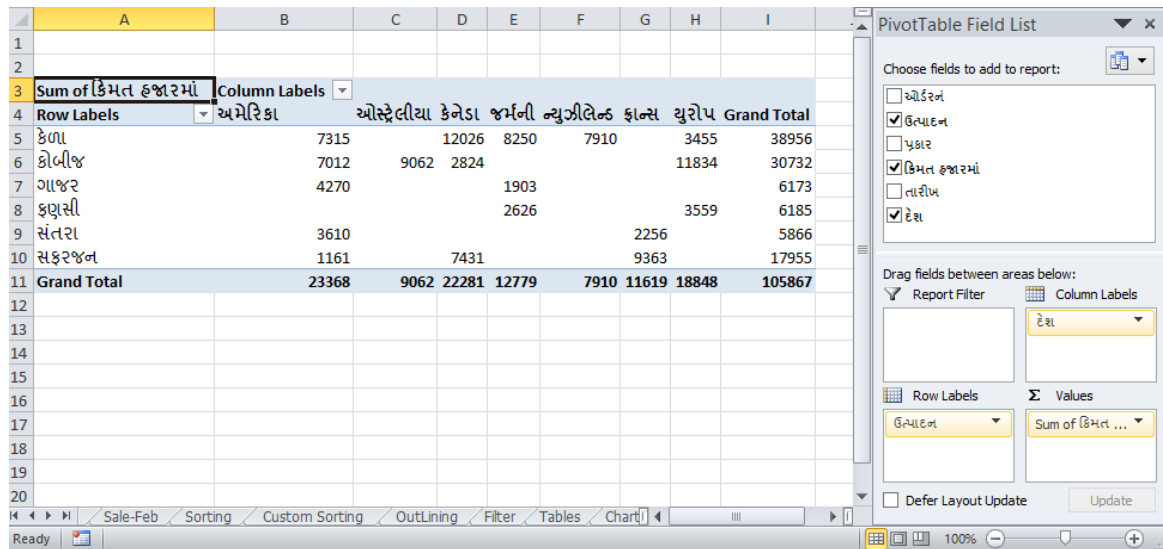 A B C D E F G H I
1
2
3 Sum of કિંમત હજારમાં Column Labels
4 Row Labels અમેરિકા ઓસ્ટ્રેલીયા કેનેડા જર્મની ન્યુઝીલેન્ડ ફ્રાન્સ યુરોપ Grand Total
5 કેળા 7315 12026 8250 7910 3455 38956
6 કોબીજ 7012 9062 2824 11834 30732
7 ગાજર 4270 1903 6173
8 ફણસી 2626 3559 6185
9 સંતરા 3610 2256 5866
10 સફરજન 1161 7431 9363 17955
11 Grand Total 23368 9062 22281 12779 7910 11619 18848 105867
12
13
14
15
16
17
18
19
20
Sale-Feb Sorting Custom Sorting OutLining Filter Tables Chart
Ready 100%
PivotTable Field List
Choose fields to add to report:
ઓર્ડરનં
ઉત્પાદન
પ્રકાર
કિંમત હજારમાં
તારીખ
દેશ
Drag fields between areas below:
Report Filter Column Labels
દેશ
Row Labels Σ Values
ઉત્પાદન Sum of કિંમત ...
Defer Layout Update Update